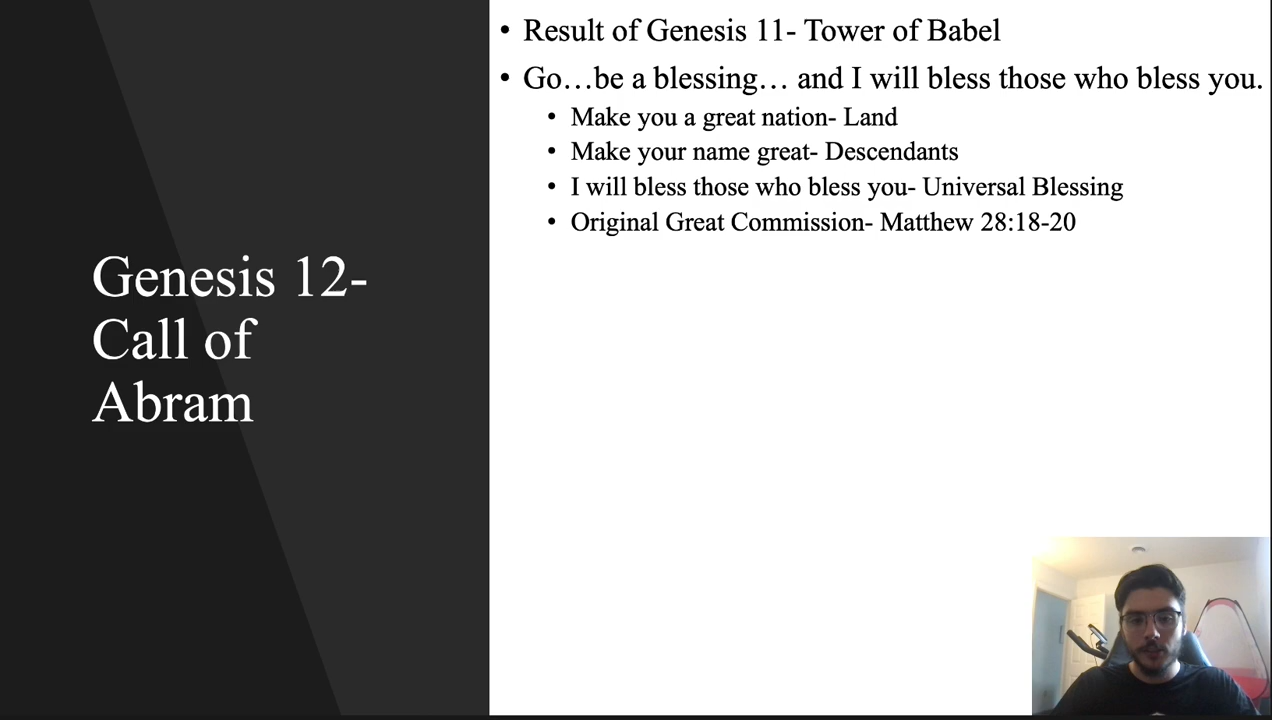 Genesis 12-
Call of
Abram
• Result of Genesis 11- Tower of Babel
• Go…be a blessing… and I will bless those who bless you.
• Make you a great nation- Land
• Make your name great- Descendants
• I will bless those who bless you- Universal Blessing
• Original Great Commission- Matthew 28:18-20